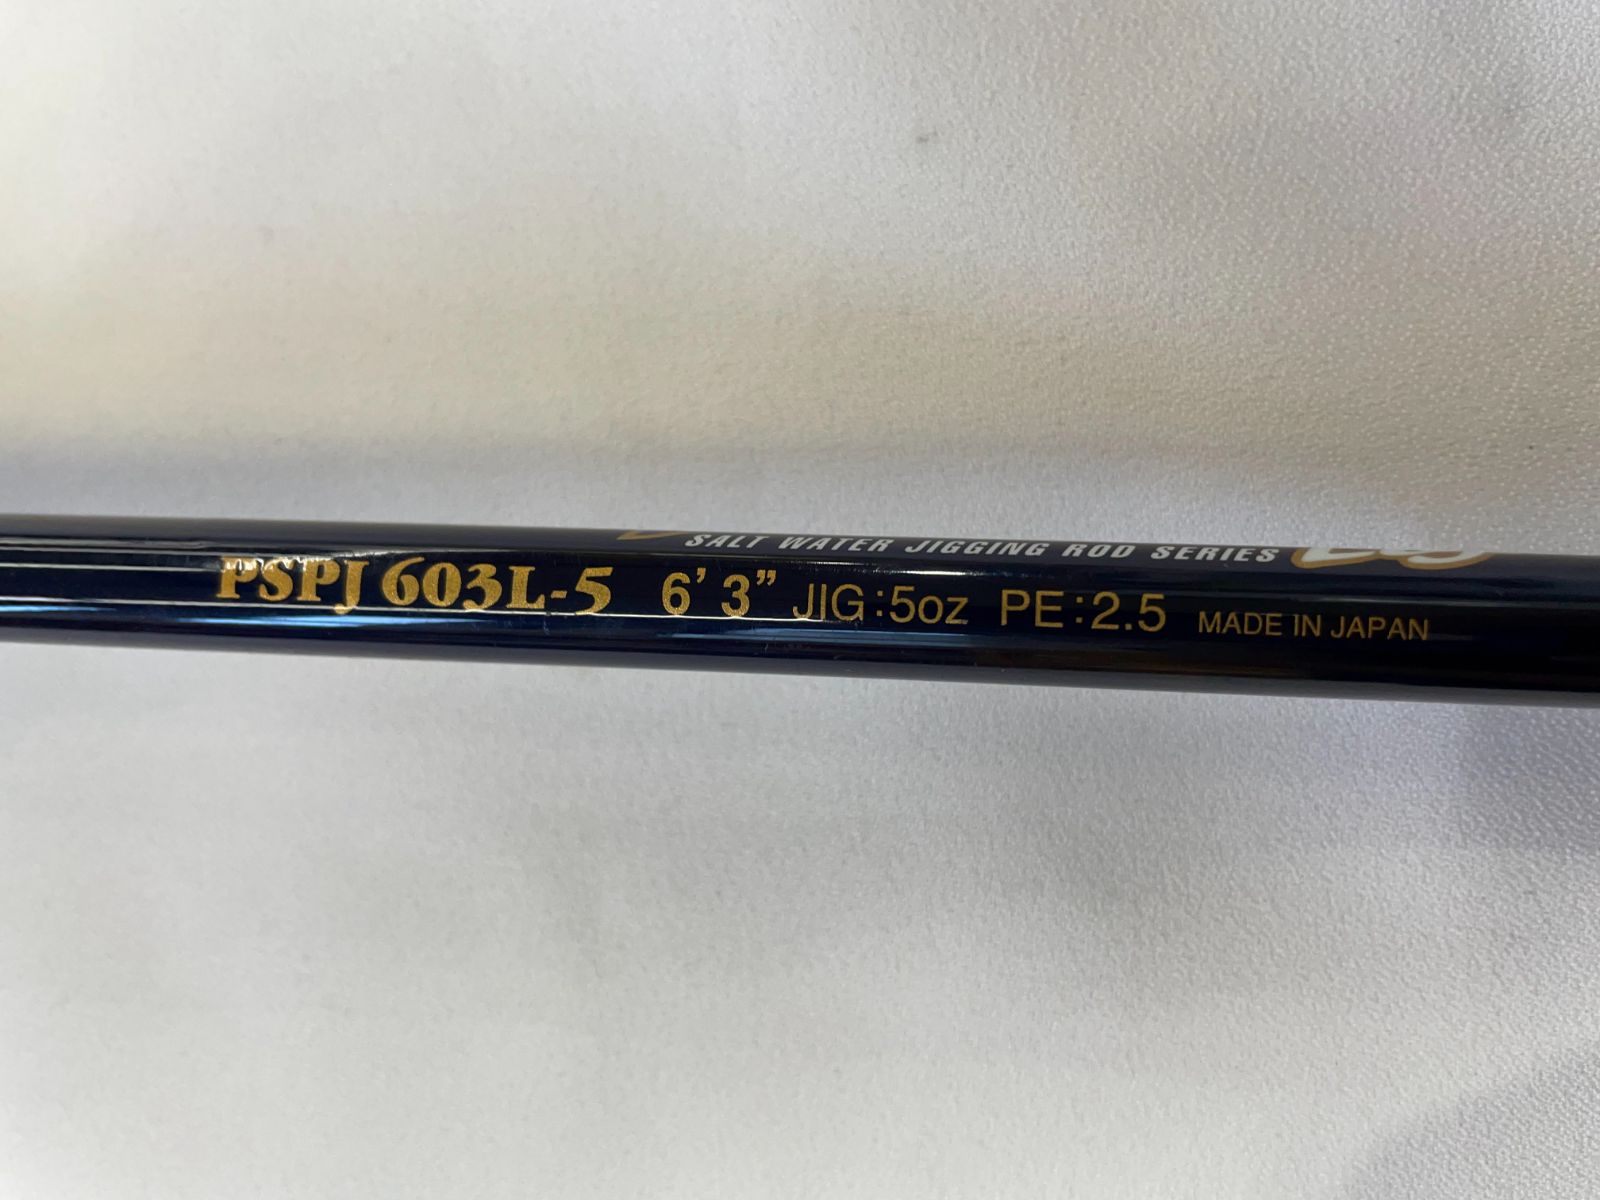 SALT WATER JIGGING ROD SERIES
PSPJ 603L-5 6'3" JIG:5oz PE:2.5 MADE IN JAPAN